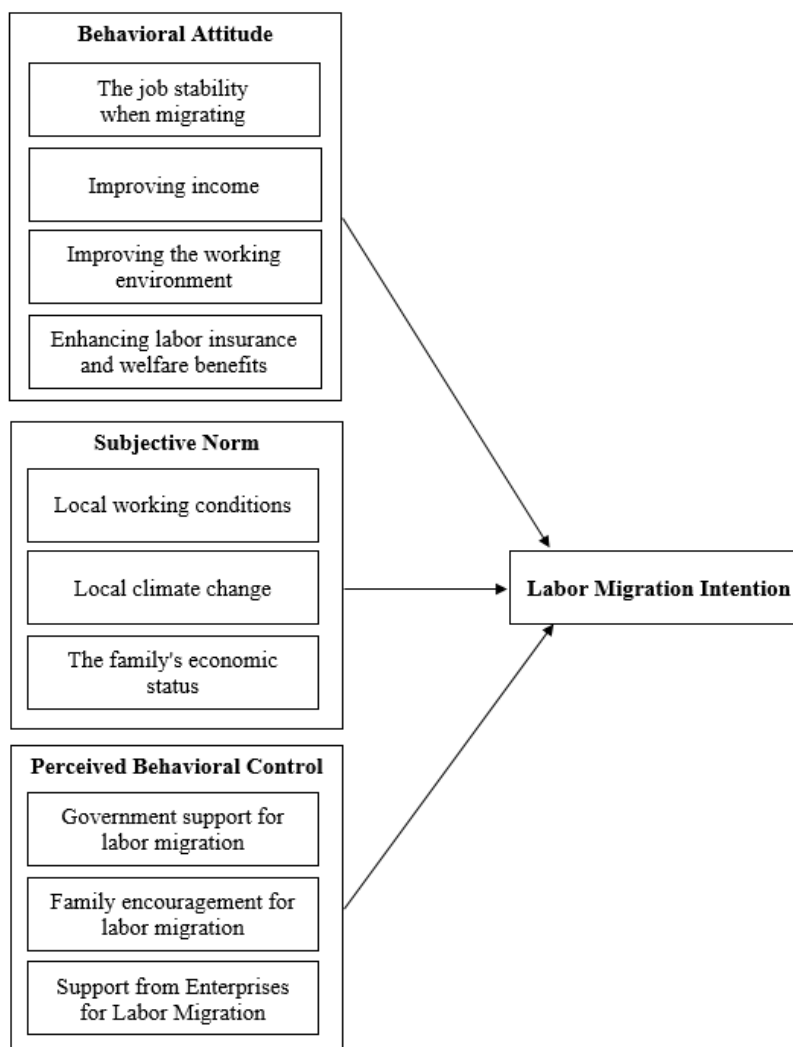 Behavioral Attitude
The job stability
when migrating
Improving income
Improving the working
environment
Enhancing labor insurance
and welfare benefits
Subjective Norm
Local working conditions
Local climate change
The family's economic
status
Labor Migration Intention
Perceived Behavioral Control
Government support for
labor migration
Family encouragement for
labor migration
Support from Enterprises
for Labor Migration